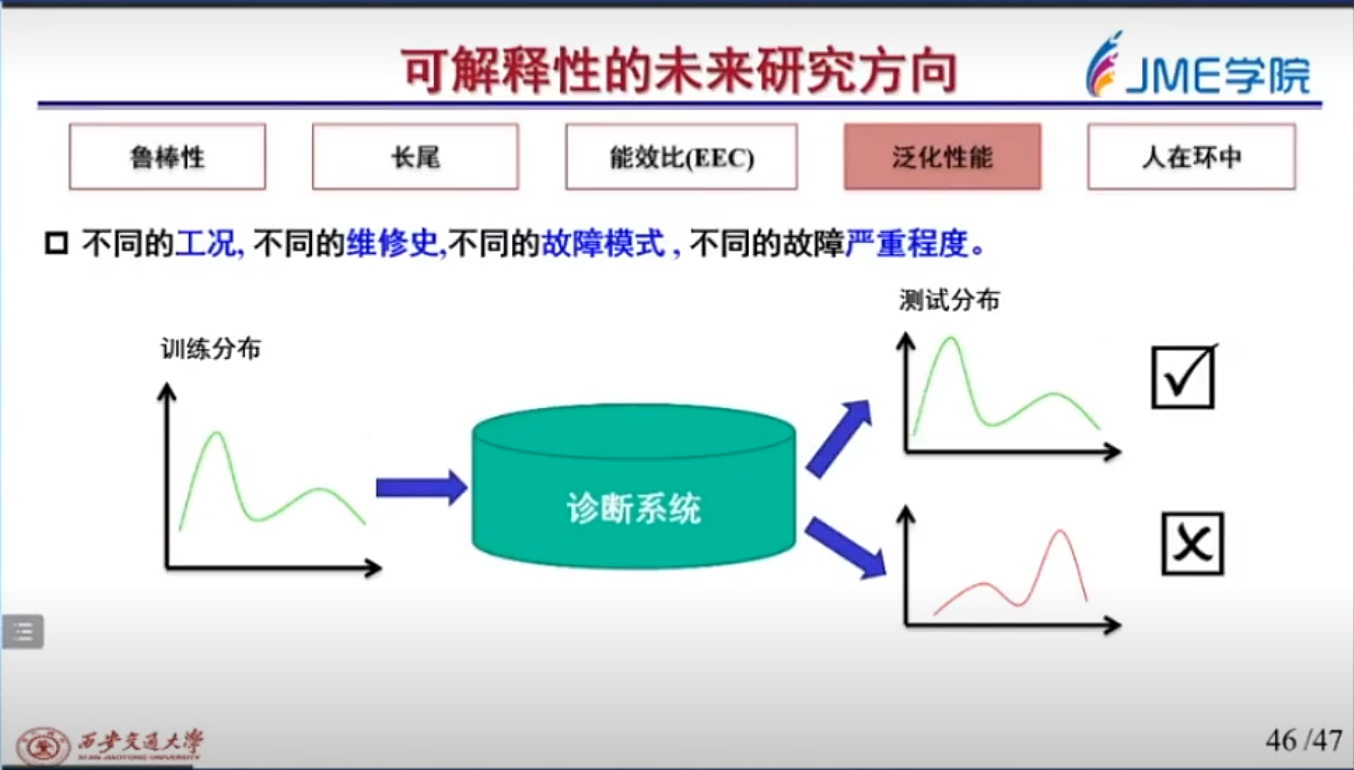 可解释性的未来研究方向
JME学院
鲁棒性
长尾
能效比(EEC)
泛化性能
人在环中
不同的工况, 不同的维修史,不同的故障模式, 不同的故障严重程度。
训练分布
测试分布
诊断系统
西安交通大学
XI'AN JIAOTONG UNIVERSITY
46/47